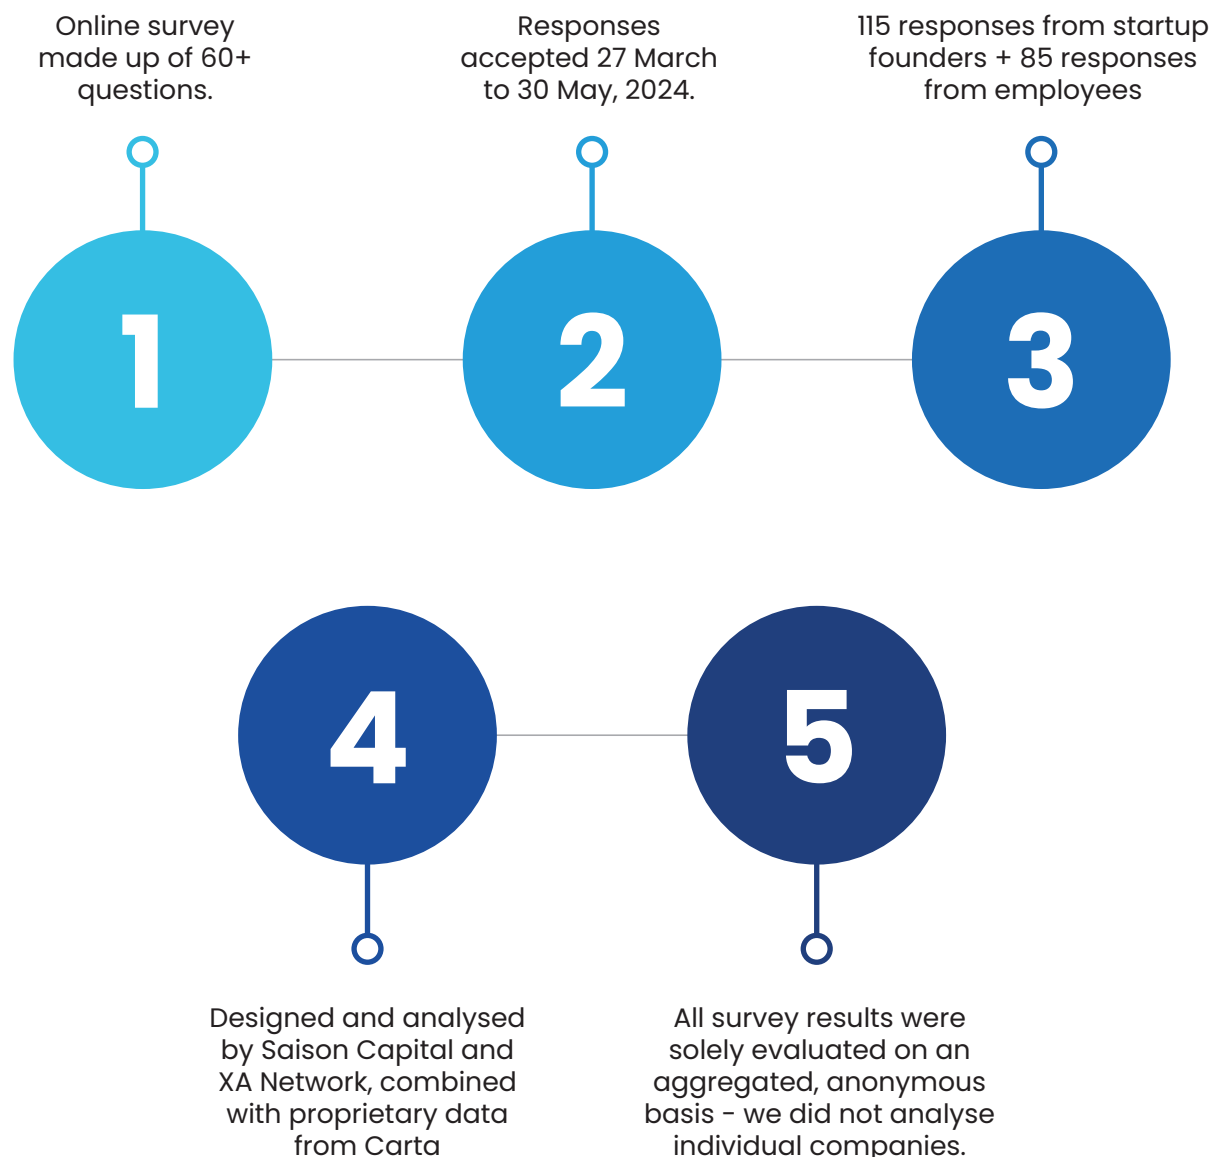 Online survey
made up of 60+
questions.
Responses
accepted 27 March
to 30 May, 2024.
115 responses from startup
founders + 85 responses
from employees
1
2
3
4
5
Designed and analysed
by Saison Capital and
XA Network, combined
with proprietary data
from Carta
All survey results were
solely evaluated on an
aggregated, anonymous
basis - we did not analyse
individual companies.